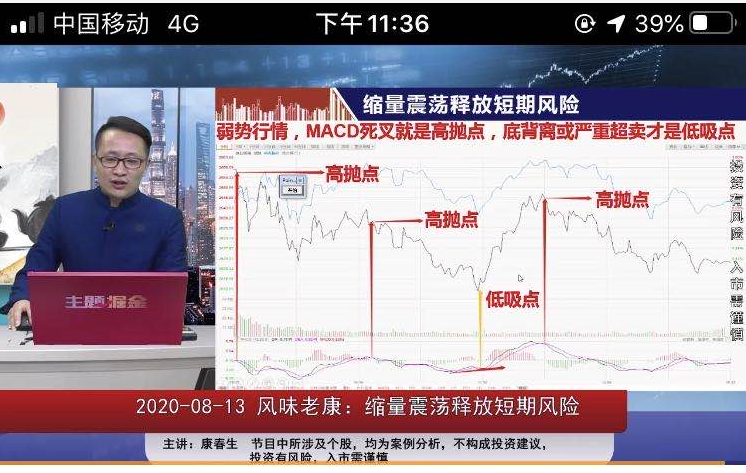 中国移动 4G 下午11:36 39%
缩量震荡释放短期风险
弱势行情，MACD死叉就是高抛点，底背离或严重超卖才是低吸点
高抛点
高抛点
高抛点
低吸点
投资有风险 入市需谨慎
主题掘金
2020-08-13 风味老康：缩量震荡释放短期风险
主讲：康春生 节目中所涉及个股，均为案例分析，不构成投资建议，
投资有风险，入市需谨慎